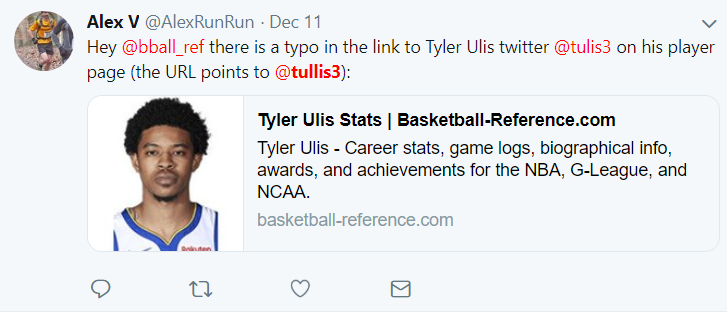 Alex V @AlexRunRun · Dec 11
Hey @bball_ref there is a typo in the link to Tyler Ulis twitter @tulis3 on his player
page (the URL points to @tullis3):
Tyler Ulis Stats | Basketball-Reference.com
Tyler Ulis - Career stats, game logs, biographical info,
awards, and achievements for the NBA, G-League, and
NCAA.
basketball-reference.com
Rakuten